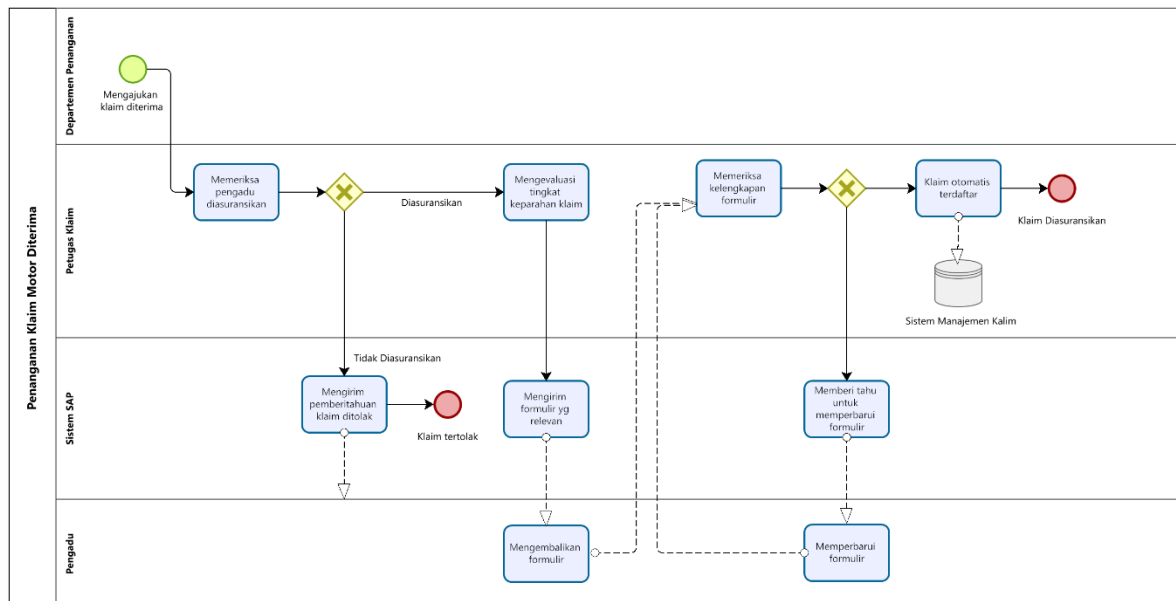 Penanganan Klaim Motor Diterima
Departemen Penanganan
Mengajukan
klaim diterima
Petugas Klaim
Memeriksa
pengadu
diasuransikan
Diasuransikan
Mengevaluasi
tingkat
keparahan klaim
Memeriksa
kelengkapan
formulir
Klaim otomatis
terdaftar
Klaim Diasuransikan
Sistem Manajemen Kalim
Tidak Diasuransikan
Sistem SAP
Mengirim
pemberitahuan
klaim ditolak
Klaim tertolak
Mengirim
formulir yg
relevan
Memberi tahu
untuk
memperbarui
formulir
Pengadu
Mengembalikan
formulir
Memperbarui
formulir